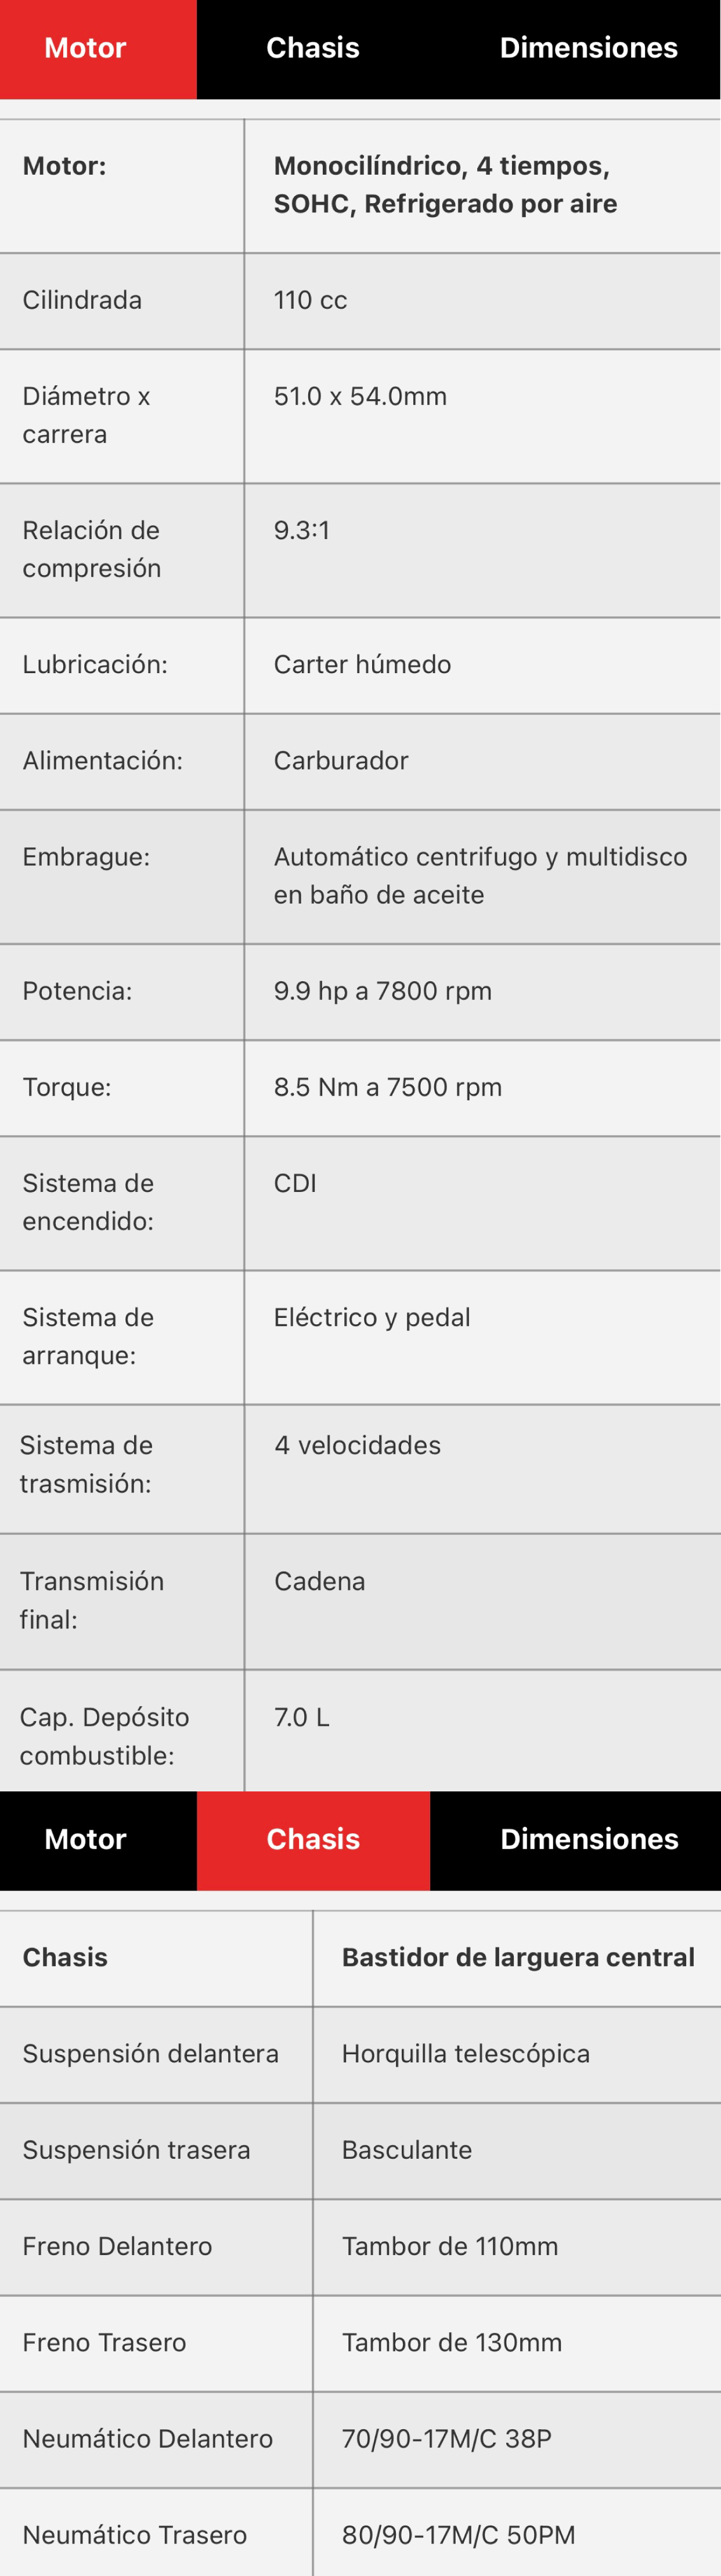 Motor Chasis Dimensiones
Motor: Monocilíndrico, 4 tiempos,
SOHC, Refrigerado por aire
Cilindrada 110 cc
Diámetro x 51.0 x 54.0mm
carrera
Relación de 9.3:1
compresión
Lubricación: Carter húmedo
Alimentación: Carburador
Embrague: Automático centrifugo y multidisco
en baño de aceite
Potencia: 9.9 hp a 7800 rpm
Torque: 8.5 Nm a 7500 rpm
Sistema de CDI
encendido:
Sistema de Eléctrico y pedal
arranque:
Sistema de 4 velocidades
trasmisión:
Transmisión Cadena
final:
Cap. Depósito 7.0 L
combustible:
Motor Chasis Dimensiones
Chasis Bastidor de larguera central
Suspensión delantera Horquilla telescópica
Suspensión trasera Basculante
Freno Delantero Tambor de 110mm
Freno Trasero Tambor de 130mm
Neumático Delantero 70/90-17M/C 38P
Neumático Trasero 80/90-17M/C 50PM